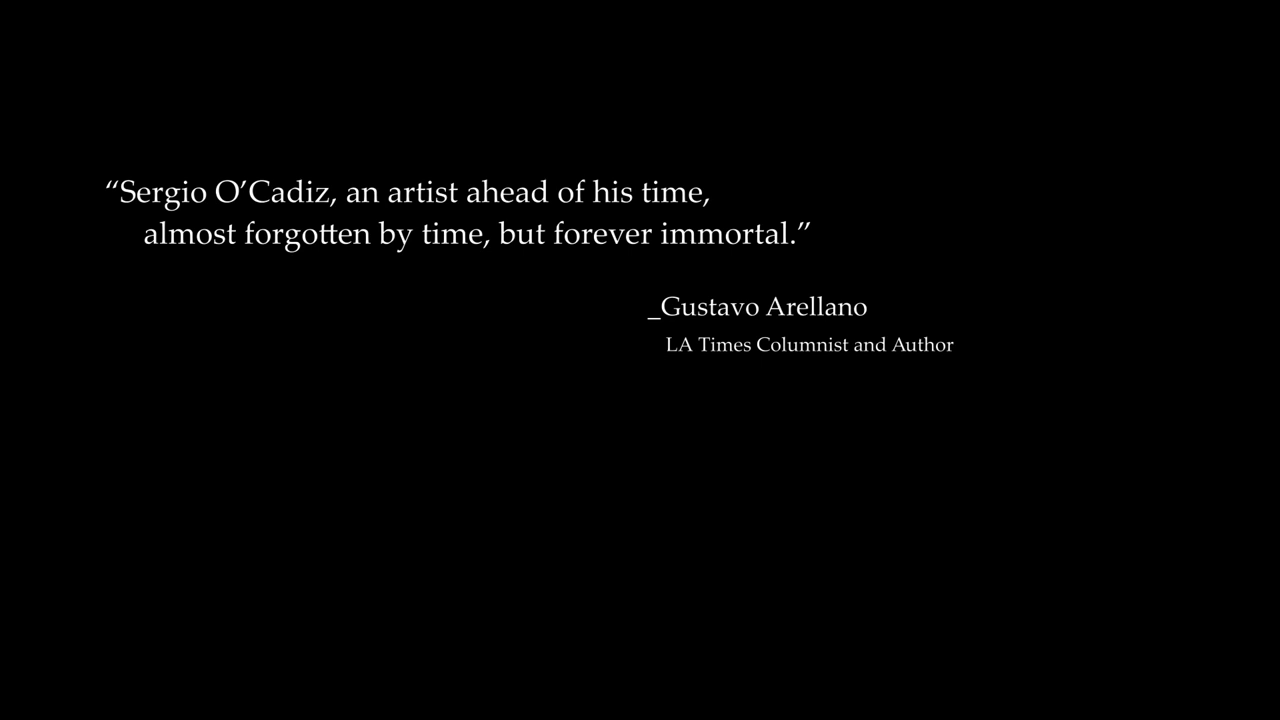 “Sergio O’Cadiz, an artist ahead of his time,
almost forgotten by time, but forever immortal.”
_Gustavo Arellano
LA Times Columnist and Author